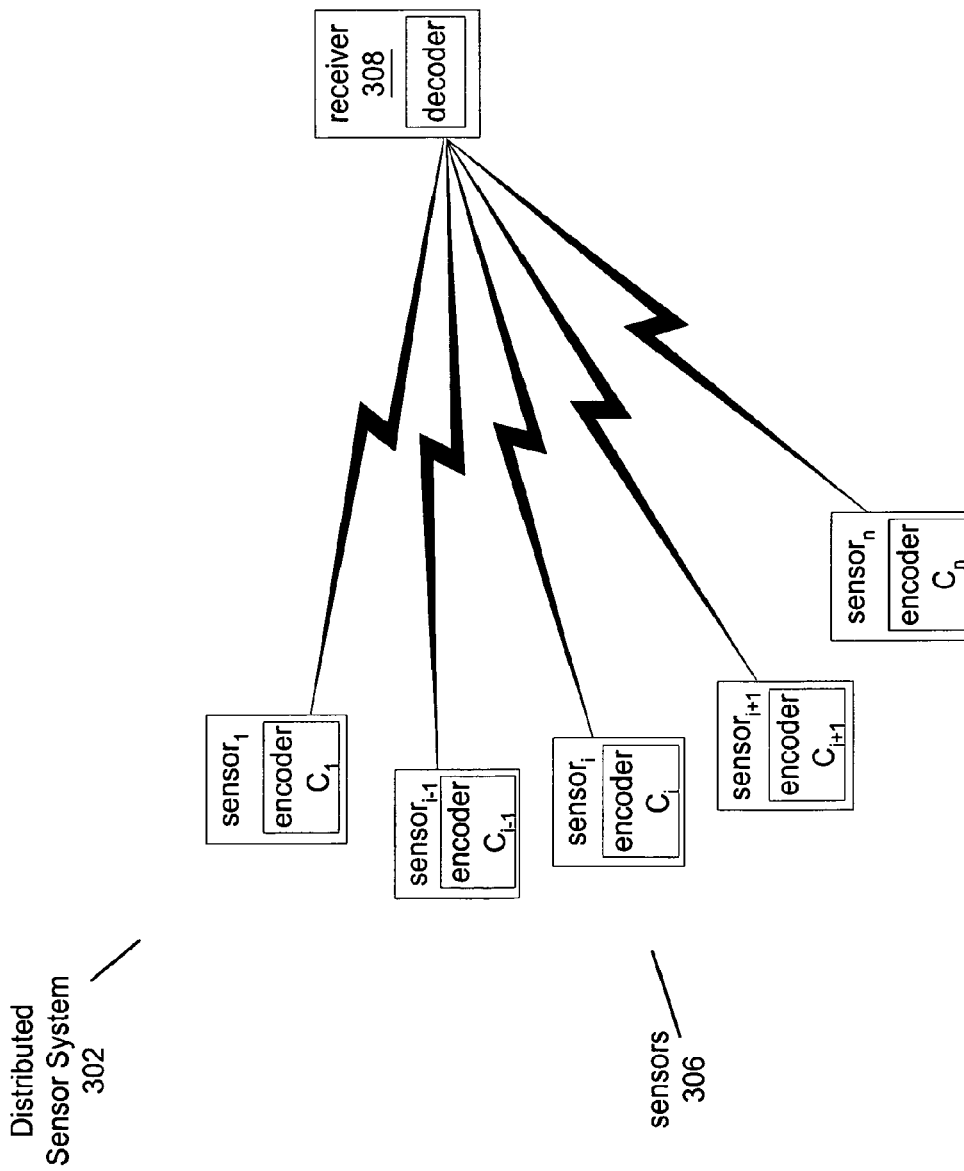 Distributed
Sensor System
302
sensors
306
sensor1
encoder
C1
sensori-1
encoder
Ci-1
sensori
encoder
Ci
sensori+1
encoder
Ci+1
sensorn
encoder
Cn
receiver
308
decoder